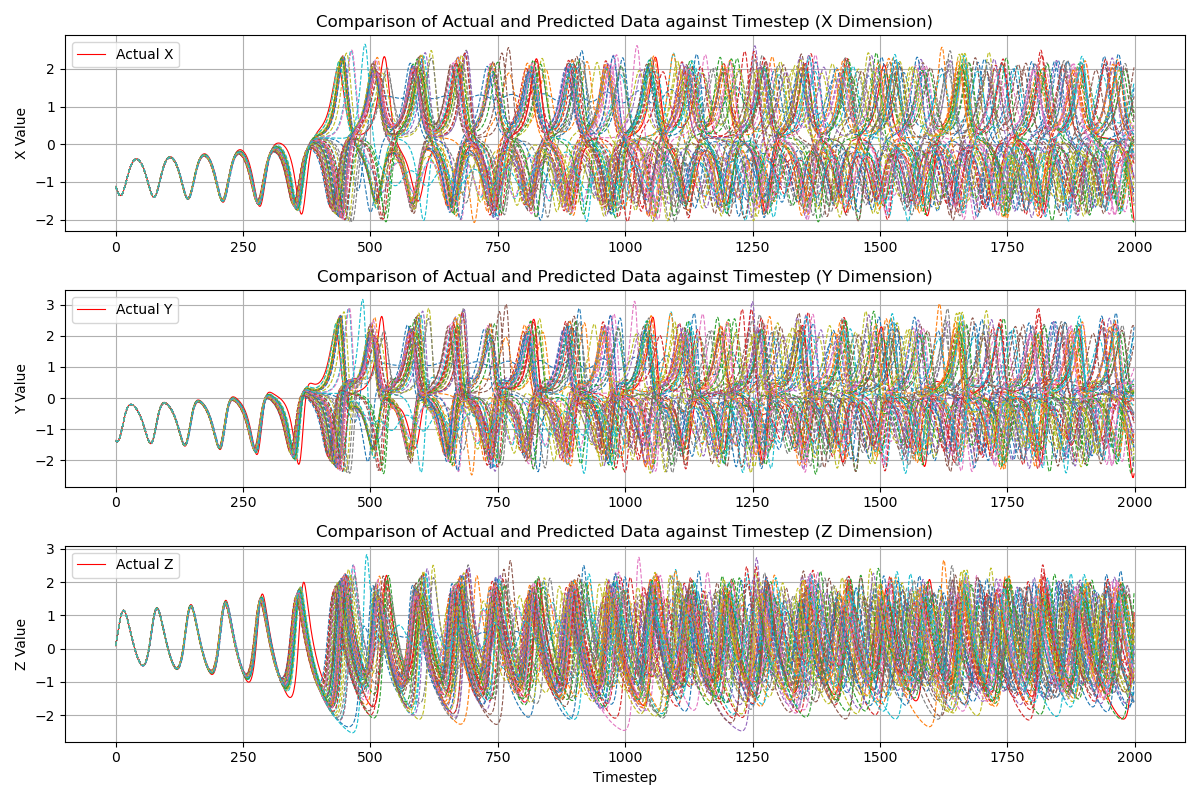 Comparison of Actual and Predicted Data against Timestep (X Dimension)
Actual X
X Value
2
1
0
−1
−2
0 250 500 750 1000 1250 1500 1750 2000
Comparison of Actual and Predicted Data against Timestep (Y Dimension)
Actual Y
Y Value
3
2
1
0
−1
−2
0 250 500 750 1000 1250 1500 1750 2000
Comparison of Actual and Predicted Data against Timestep (Z Dimension)
Actual Z
Z Value
3
2
1
0
−1
−2
0 250 500 750 1000 1250 1500 1750 2000
Timestep